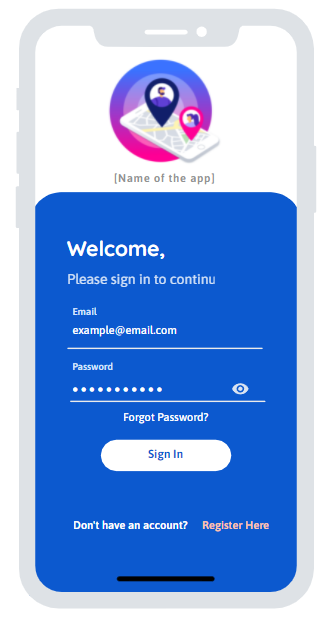 [Name of the app]
Welcome,
Please sign in to continu
Email
example@email.com
Password
Forgot Password?
Sign In
Don't have an account? Register Here